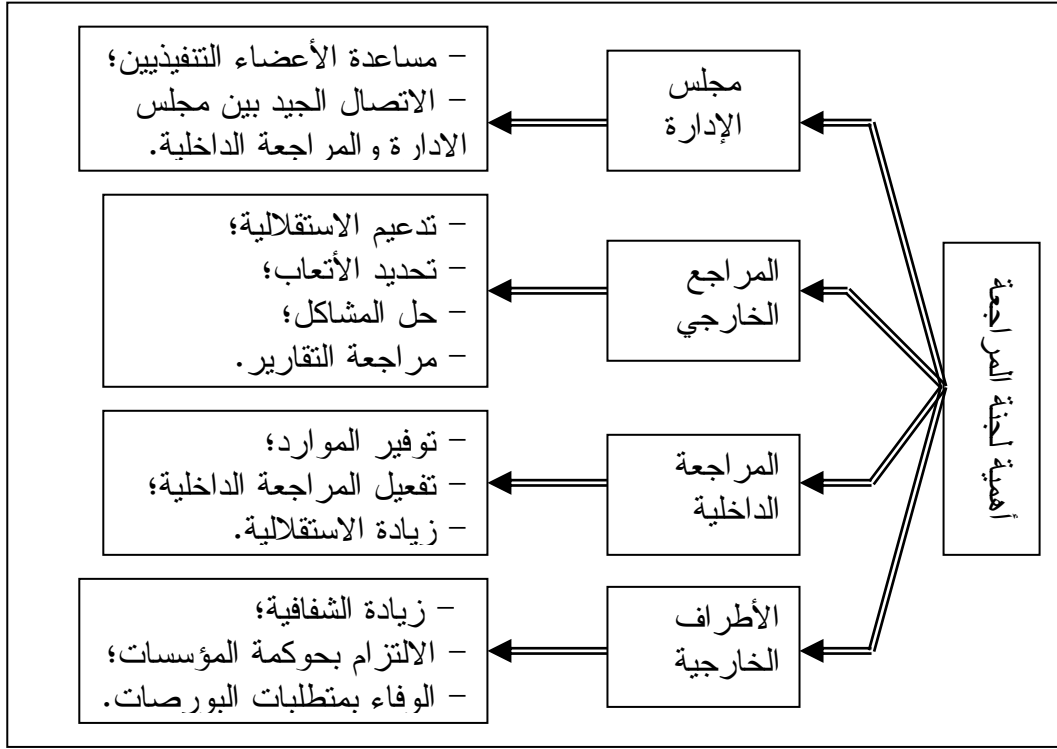 أهمية لجنة المراجعة
مجلس
الإدارة
– مساعدة الأعضاء التنفيذيين؛
– الاتصال الجيد بين مجلس
الادارة والمراجعة الداخلية.
المراجع
الخارجي
– تدعيم الاستقلالية؛
– تحديد الأتعاب؛
– حل المشاكل؛
– مراجعة التقارير.
المراجعة
الداخلية
– توفير الموارد؛
– تفعيل المراجعة الداخلية؛
– زيادة الاستقلالية.
الأطراف
الخارجية
– زيادة الشفافية؛
– الالتزام بحوكمة المؤسسات؛
– الوفاء بمتطلبات البورصات.